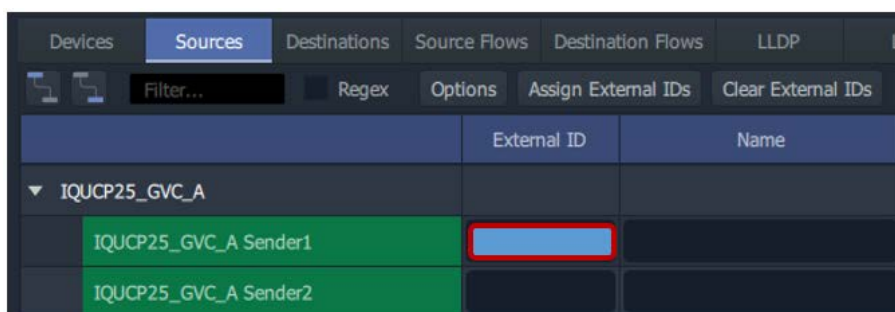 Devices Sources Destinations Source Flows Destination Flows LLDP
Filter... Regex Options Assign External IDs Clear External IDs
External ID Name
IQUCP25_GVC_A
IQUCP25_GVC_A Sender1
IQUCP25_GVC_A Sender2